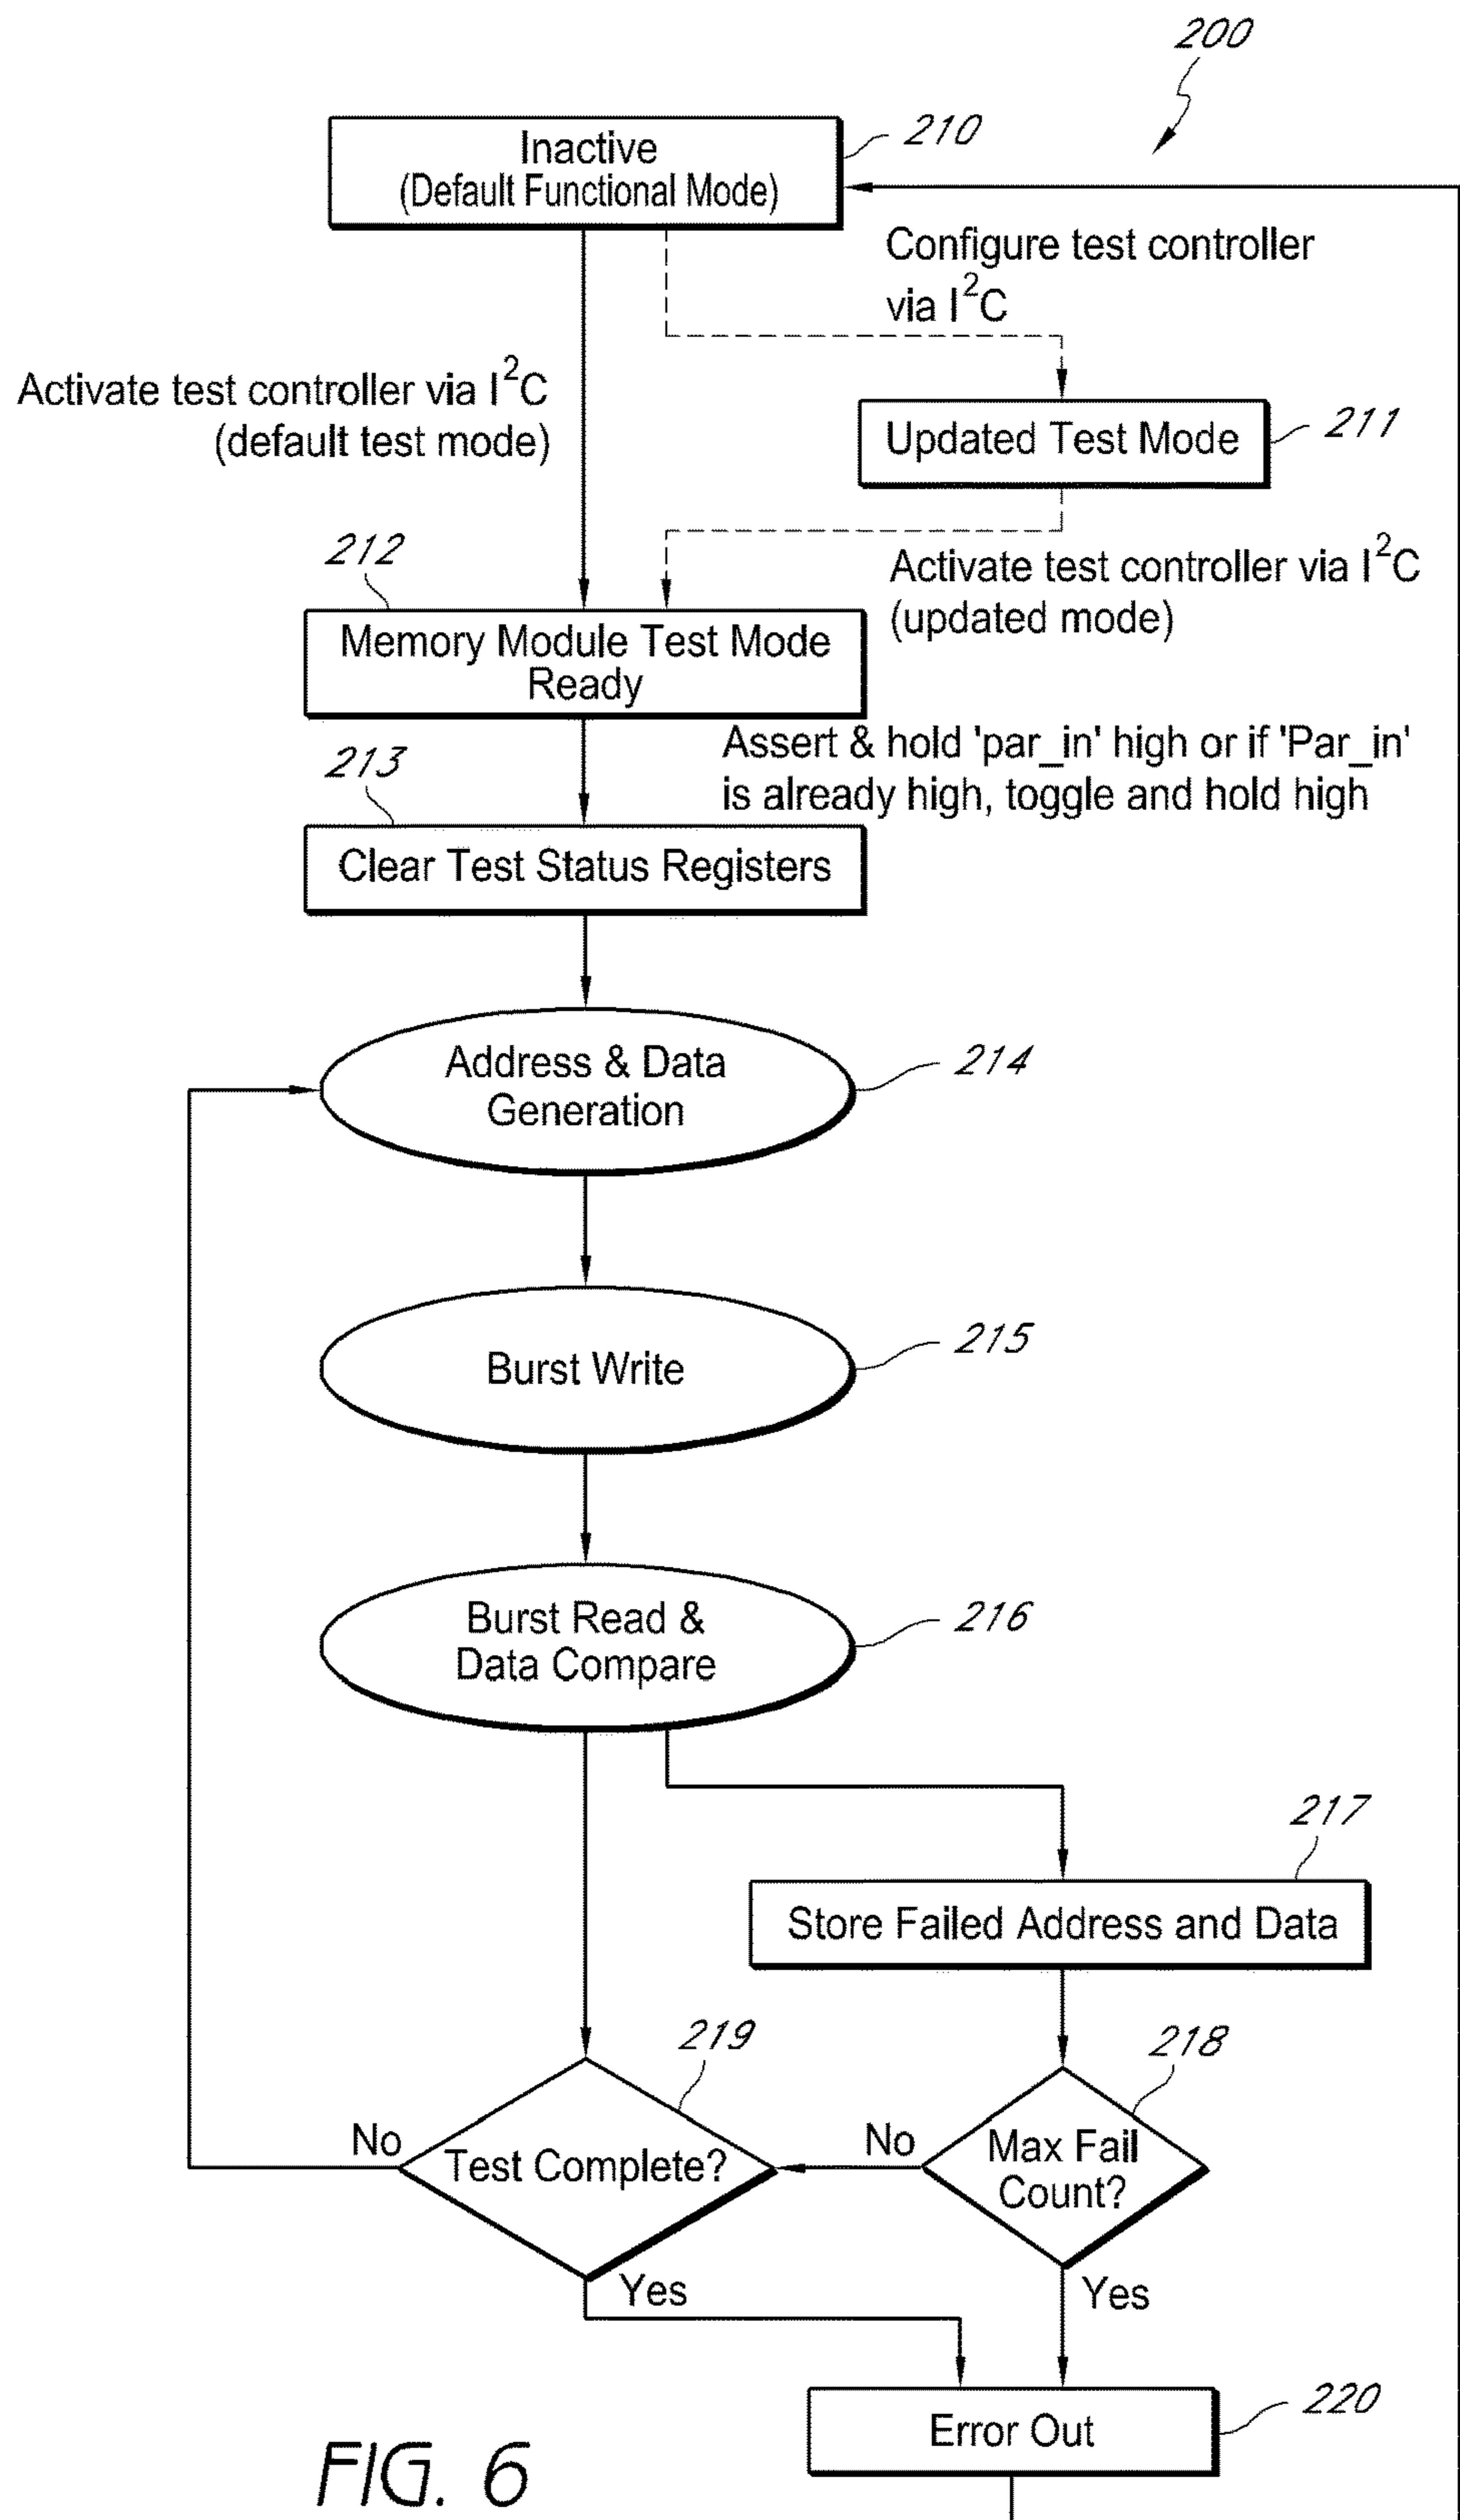 200
Inactive
(Default Functional Mode)
210
Configure test controller
via I²C
Activate test controller via I²C
(default test mode)
Updated Test Mode
211
Activate test controller via I²C
(updated mode)
212
Memory Module Test Mode
Ready
Assert & hold 'par_in' high or if 'Par_in'
is already high, toggle and hold high
213
Clear Test Status Registers
Address & Data
Generation
214
Burst Write
215
Burst Read &
Data Compare
216
217
Store Failed Address and Data
219
218
No
Test Complete?
No
Max Fail
Count?
Yes
Yes
Error Out
220
FIG. 6